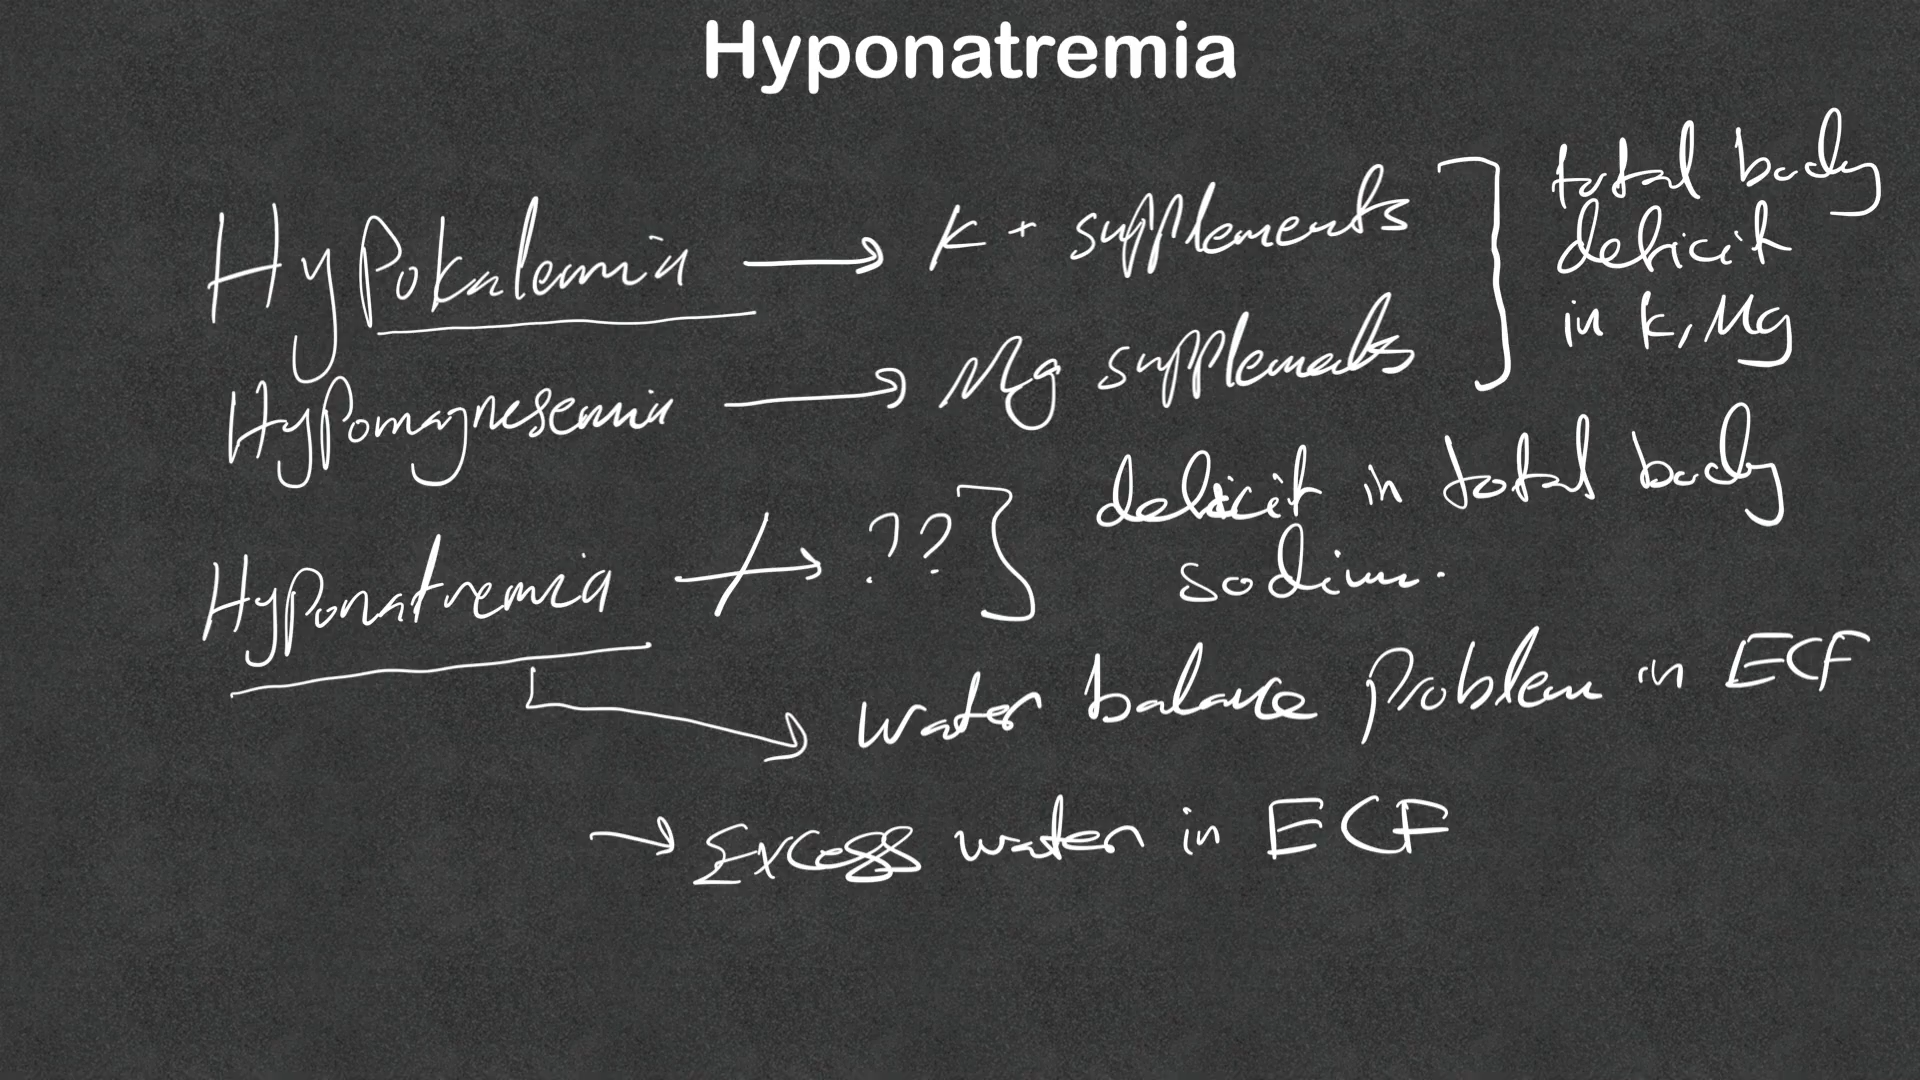 Hyponatremia
Hypokalemia → K+ supplements
total body
deficit
in K, Mg
Hypomagnesemia → Mg supplements
Hyponatremia → ??
deficit in total body
sodium.
water balance problem in ECF
→ Excess water in ECF